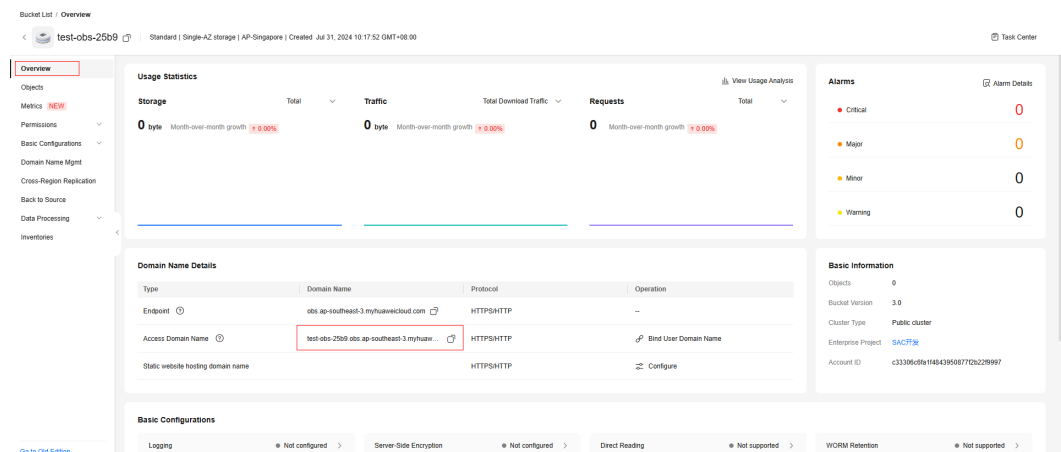 Bucket List / Overview
test-obs-25b9 Standard | Single-AZ storage | AP-Singapore | Created Jul 31, 2024 10:17:52 GMT+08:00 Task Center
Overview
Objects
Metrics NEW
Permissions
Basic Configurations
Domain Name Mgmt
Cross-Region Replication
Back to Source
Data Processing
Inventories
Go to Old Edition
Usage Statistics View Usage Analysis
Storage Total Traffic Total Download Traffic Requests Total
0 byte Month-over-month growth ↑ 0.00% 0 byte Month-over-month growth ↑ 0.00% 0 Month-over-month growth ↑ 0.00%
Alarms Alarm Details
Critical 0
Major 0
Minor 0
Warning 0
Domain Name Details
Type Domain Name Protocol Operation
Endpoint obs.ap-southeast-3.myhuaweicloud.com HTTPS/HTTP --
Access Domain Name test-obs-25b9.obs.ap-southeast-3.myhuaw... HTTPS/HTTP Bind User Domain Name
Static website hosting domain name HTTPS/HTTP Configure
Basic Information
Objects 0
Bucket Version 3.0
Cluster Type Public cluster
Enterprise Project SAC开发
Account ID
Basic Configurations
Logging Not configured Server-Side Encryption Not configured Direct Reading Not supported WORM Retention Not supported